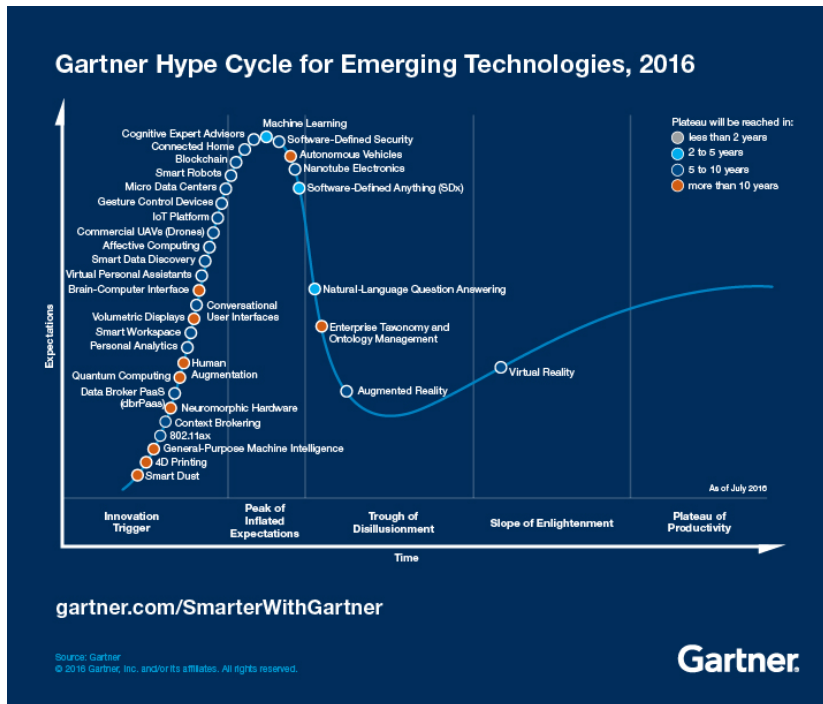 Gartner Hype Cycle for Emerging Technologies, 2016
Plateau will be reached in:
less than 2 years
2 to 5 years
5 to 10 years
more than 10 years
Expectations
Machine Learning
Cognitive Expert Advisors
Software-Defined Security
Connected Home
Autonomous Vehicles
Blockchain
Nanotube Electronics
Smart Robots
Micro Data Centers
Software-Defined Anything (SDx)
Gesture Control Devices
IoT Platform
Commercial UAVs (Drones)
Affective Computing
Smart Data Discovery
Virtual Personal Assistants
Brain-Computer Interface
Natural-Language Question Answering
Conversational
User Interfaces
Volumetric Displays
Enterprise Taxonomy and
Ontology Management
Smart Workspace
Personal Analytics
Human
Augmentation
Virtual Reality
Quantum Computing
Data Broker PaaS
(dbrPaas)
Augmented Reality
Neuromorphic Hardware
Context Brokering
802.11ax
General-Purpose Machine Intelligence
4D Printing
Smart Dust
As of July 2016
Innovation
Trigger
Peak of
Inflated
Expectations
Trough of
Disillusionment
Slope of Enlightenment
Plateau of
Productivity
Time
gartner.com/SmarterWithGartner
Source: Gartner
© 2016 Gartner, Inc. and/or its affiliates. All rights reserved.
Gartner.